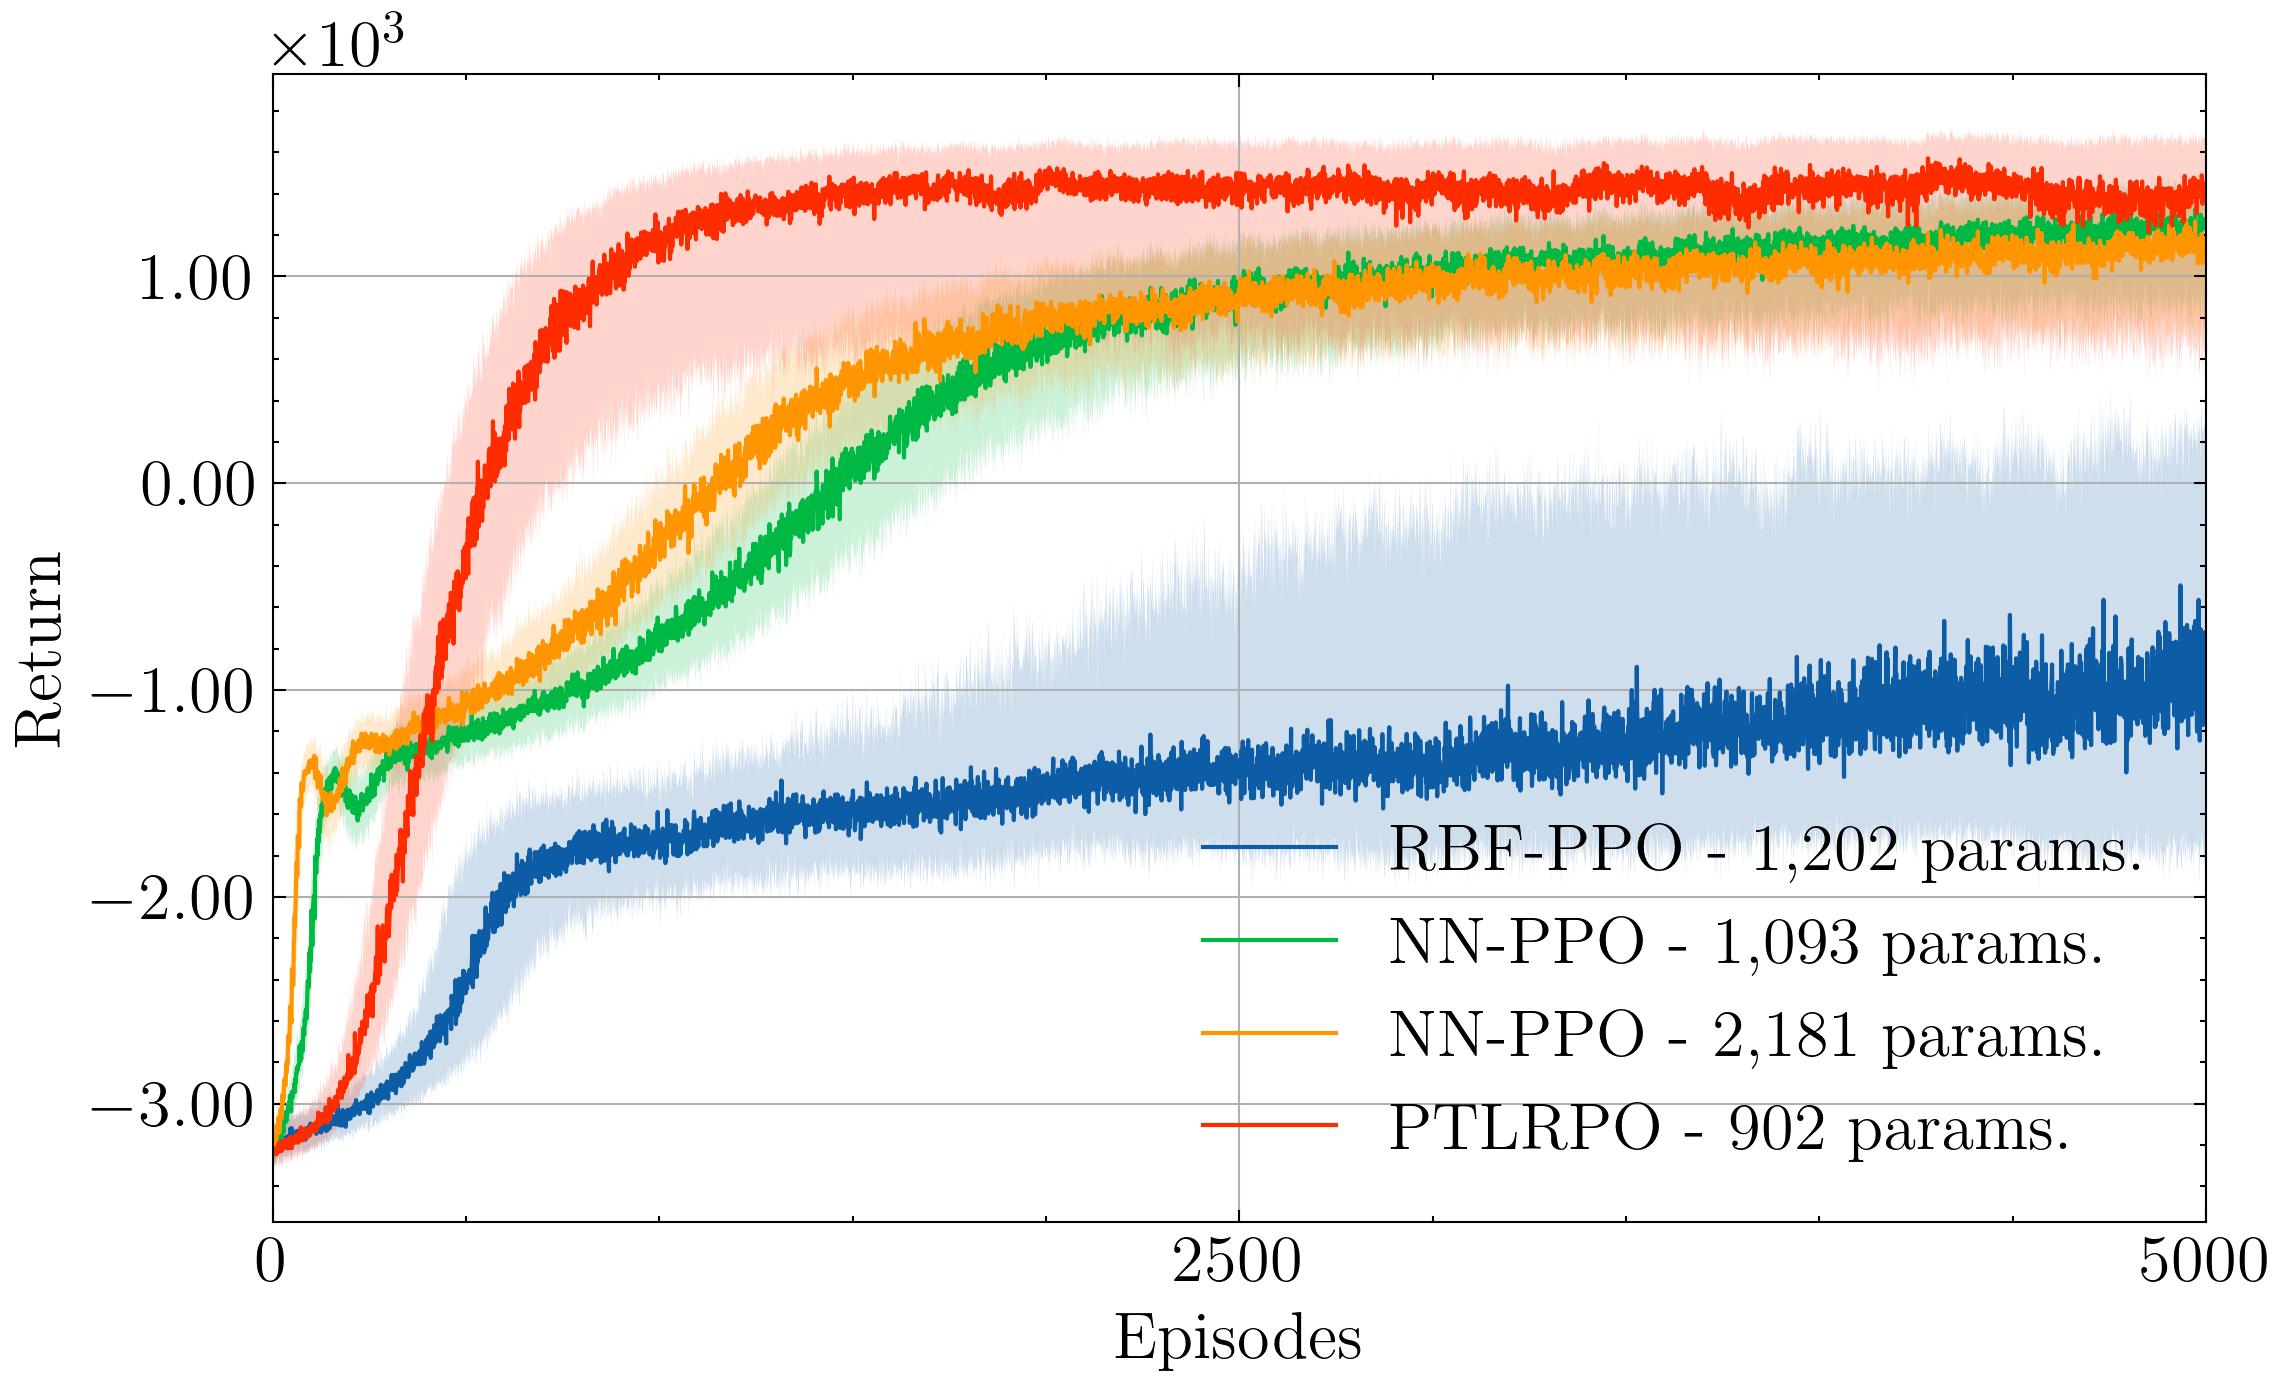 ×10³
1.00
0.00
−1.00
−2.00
−3.00
Return
RBF-PPO - 1,202 params.
NN-PPO - 1,093 params.
NN-PPO - 2,181 params.
PTLRPO - 902 params.
0 2500 5000
Episodes